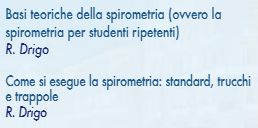 Basi teoriche della spirometria (ovvero la
spirometria per studenti ripetenti)
R. Drigo
Come si esegue la spirometria: standard, trucchi
e trappole
R. Drigo